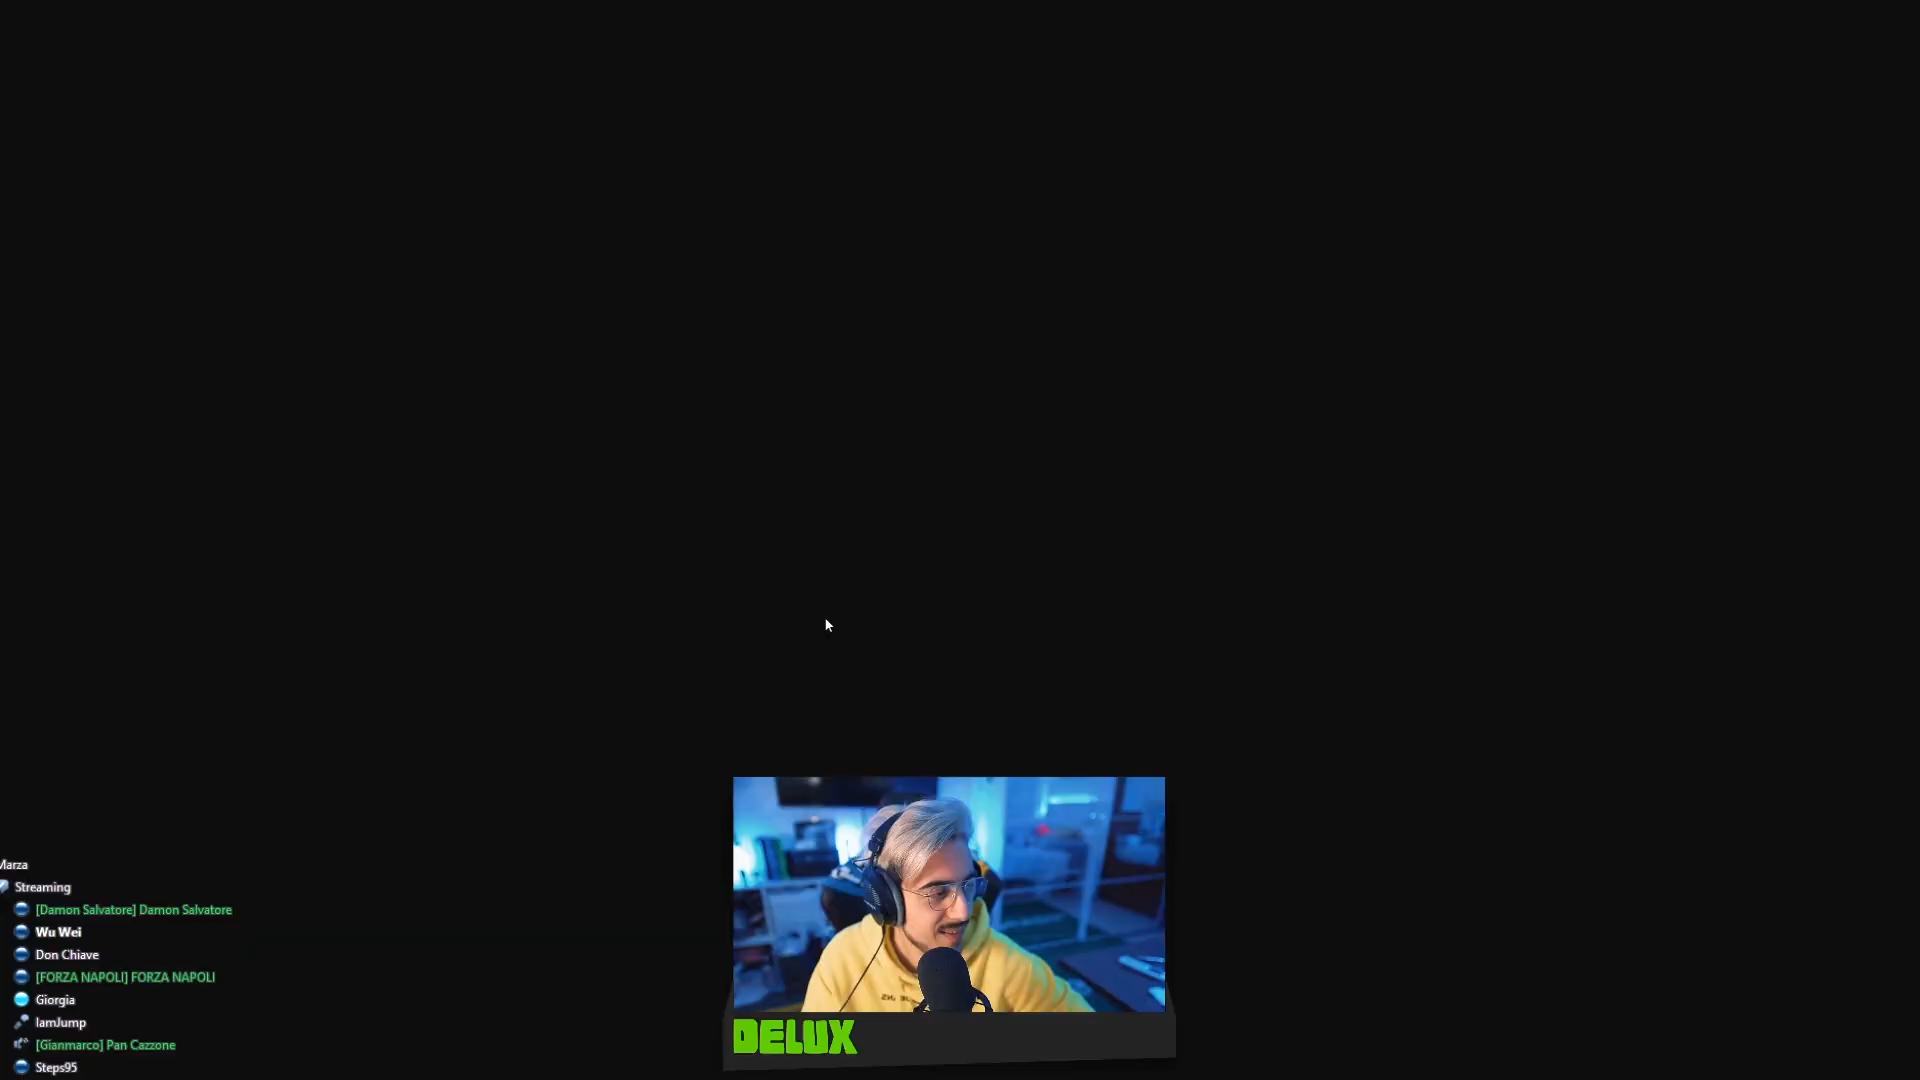 Marza
Streaming
[Damon Salvatore] Damon Salvatore
Wu Wei
Don Chiave
[FORZA NAPOLI] FORZA NAPOLI
Giorgia
IamJump
[Gianmarco] Pan Cazzone
Steps95
DELUX